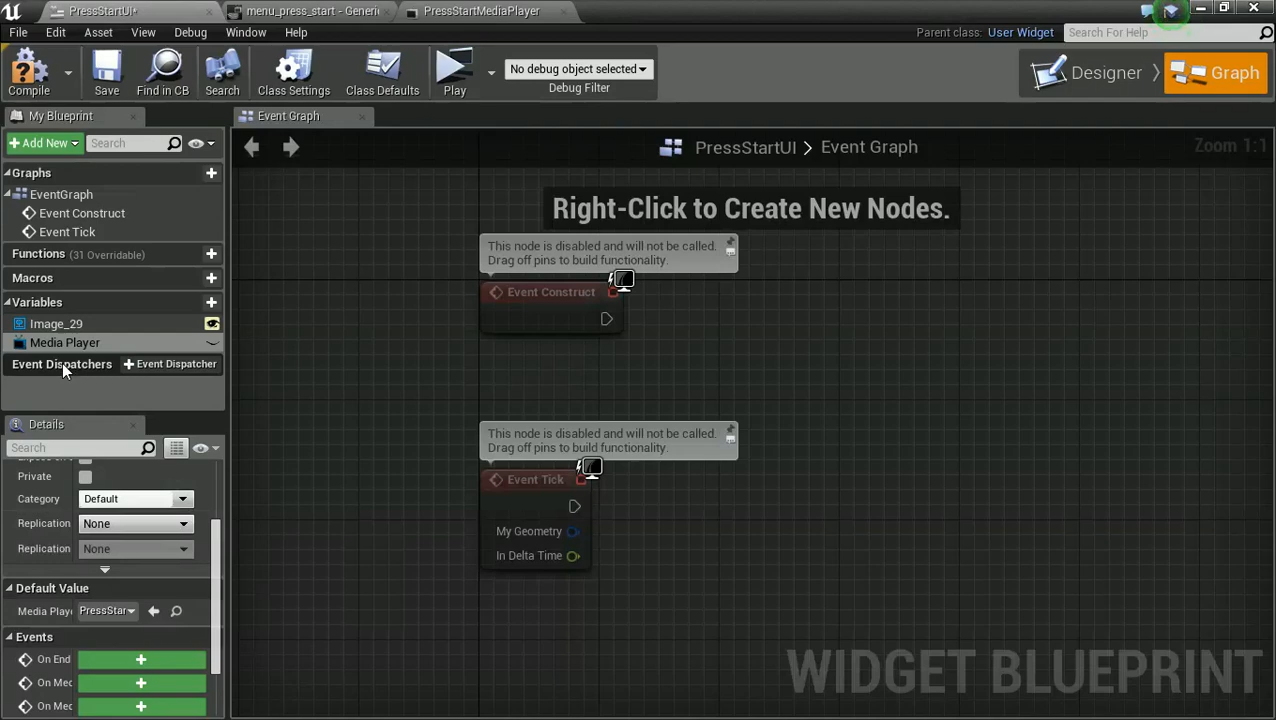 PressStartUI*
menu_press_start - Generi
PressStartMediaPlayer
File Edit Asset View Debug Window Help
Parent class: User Widget
Search For Help
Compile
Save
Find in CB
Search
Class Settings
Class Defaults
Play
No debug object selected
Debug Filter
Designer
Graph
My Blueprint
Event Graph
Add New
Search
PressStartUI > Event Graph
Zoom 1:1
Graphs
EventGraph
Event Construct
Event Tick
Functions (31 Overridable)
Macros
Variables
Image_29
Media Player
Event Dispatchers
Event Dispatcher
Right-Click to Create New Nodes.
This node is disabled and will not be called.
Drag off pins to build functionality.
Event Construct
This node is disabled and will not be called.
Drag off pins to build functionality.
Event Tick
My Geometry
In Delta Time
Details
Search
Private
Category Default
Replication None
Replication None
Default Value
Media Playe PressStar
Events
On End
On Med
On Med
WIDGET BLUEPRINT